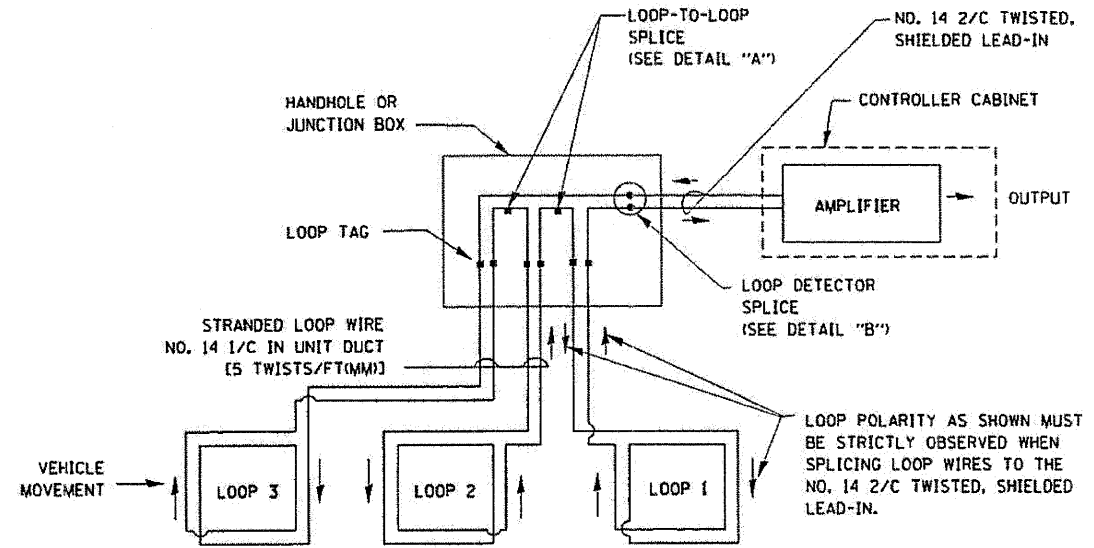 LOOP-TO-LOOP
SPLICE
(SEE DETAIL "A")
NO. 14 2/C TWISTED,
SHIELDED LEAD-IN
HANDHOLE OR
JUNCTION BOX
CONTROLLER CABINET
AMPLIFIER
OUTPUT
LOOP TAG
LOOP DETECTOR
SPLICE
(SEE DETAIL "B")
STRANDED LOOP WIRE
NO. 14 1/C IN UNIT DUCT
[5 TWISTS/FT(MM)]
LOOP POLARITY AS SHOWN MUST
BE STRICTLY OBSERVED WHEN
SPLICING LOOP WIRES TO THE
NO. 14 2/C TWISTED, SHIELDED
LEAD-IN.
VEHICLE
MOVEMENT
LOOP 3
LOOP 2
LOOP 1